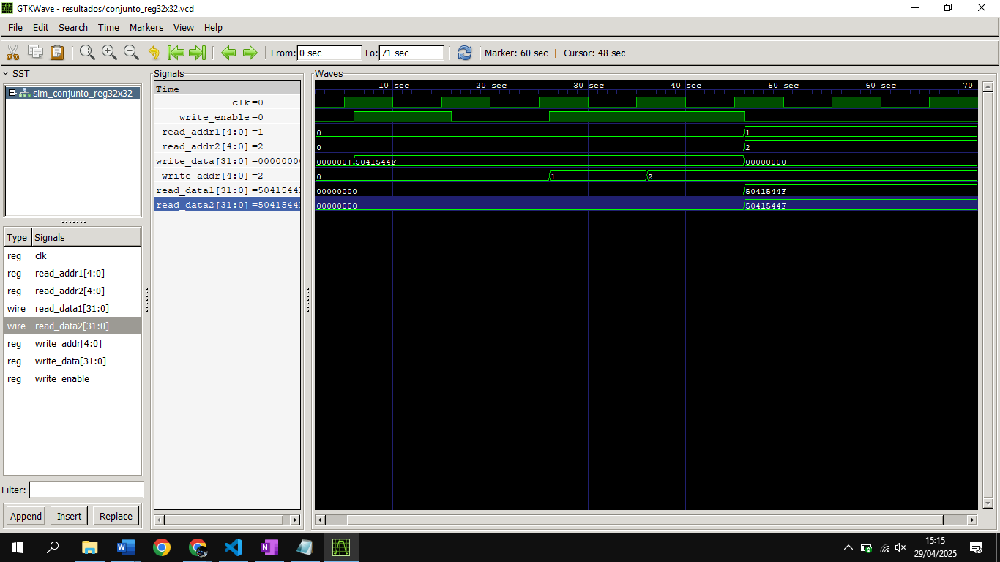 GTKWave - resultados/conjunto_reg32x32.vcd
File Edit Search Time Markers View Help
From: 0 sec To: 71 sec Marker: 60 sec | Cursor: 48 sec
SST
sim_conjunto_reg32x32
Type Signals
reg clk
reg read_addr1[4:0]
reg read_addr2[4:0]
wire read_data1[31:0]
wire read_data2[31:0]
reg write_addr[4:0]
reg write_data[31:0]
reg write_enable
Filter:
Append Insert Replace
Signals
Time
clk =0
write_enable =0
read_addr1[4:0] =1
read_addr2[4:0] =2
write_data[31:0] =00000000
write_addr[4:0] =2
read_data1[31:0] =5041544
read_data2[31:0] =5041544
Waves
10 sec 20 sec 30 sec 40 sec 50 sec 60 sec 70
0 1
0 2
000000+ 5041544F 00000000
0 1 2
00000000 5041544F
00000000 5041544F
15:15
29/04/2025